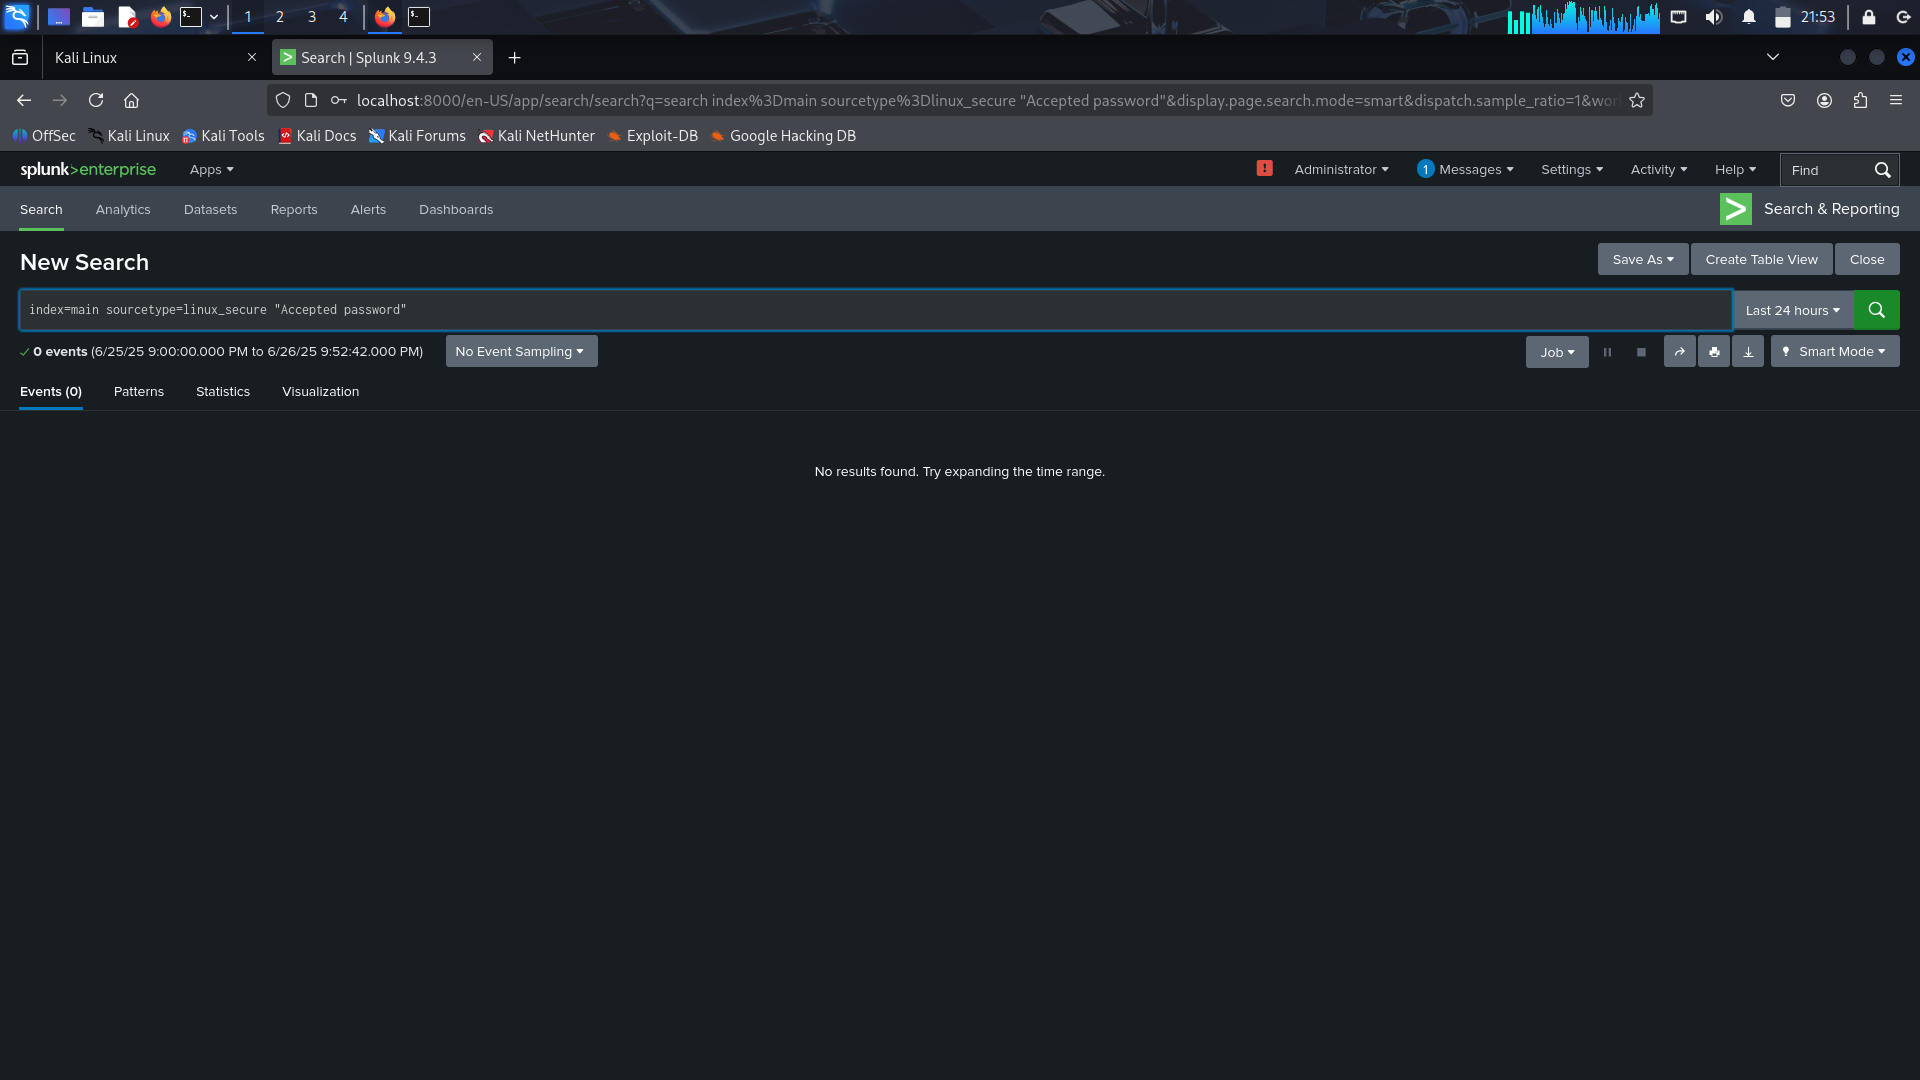 1 2 3 4 21:53
Kali Linux Search | Splunk 9.4.3
localhost:8000/en-US/app/search/search?q=search index%3Dmain sourcetype%3Dlinux_secure "Accepted password"&display.page.search.mode=smart&dispatch.sample_ratio=1&wor
OffSec Kali Linux Kali Tools Kali Docs Kali Forums Kali NetHunter Exploit-DB Google Hacking DB
splunk>enterprise Apps Administrator 1 Messages Settings Activity Help Find
Search Analytics Datasets Reports Alerts Dashboards Search & Reporting
New Search Save As Create Table View Close
index=main sourcetype=linux_secure "Accepted password" Last 24 hours
0 events (6/25/25 9:00:00.000 PM to 6/26/25 9:52:42.000 PM) No Event Sampling Job Smart Mode
Events (0) Patterns Statistics Visualization
No results found. Try expanding the time range.